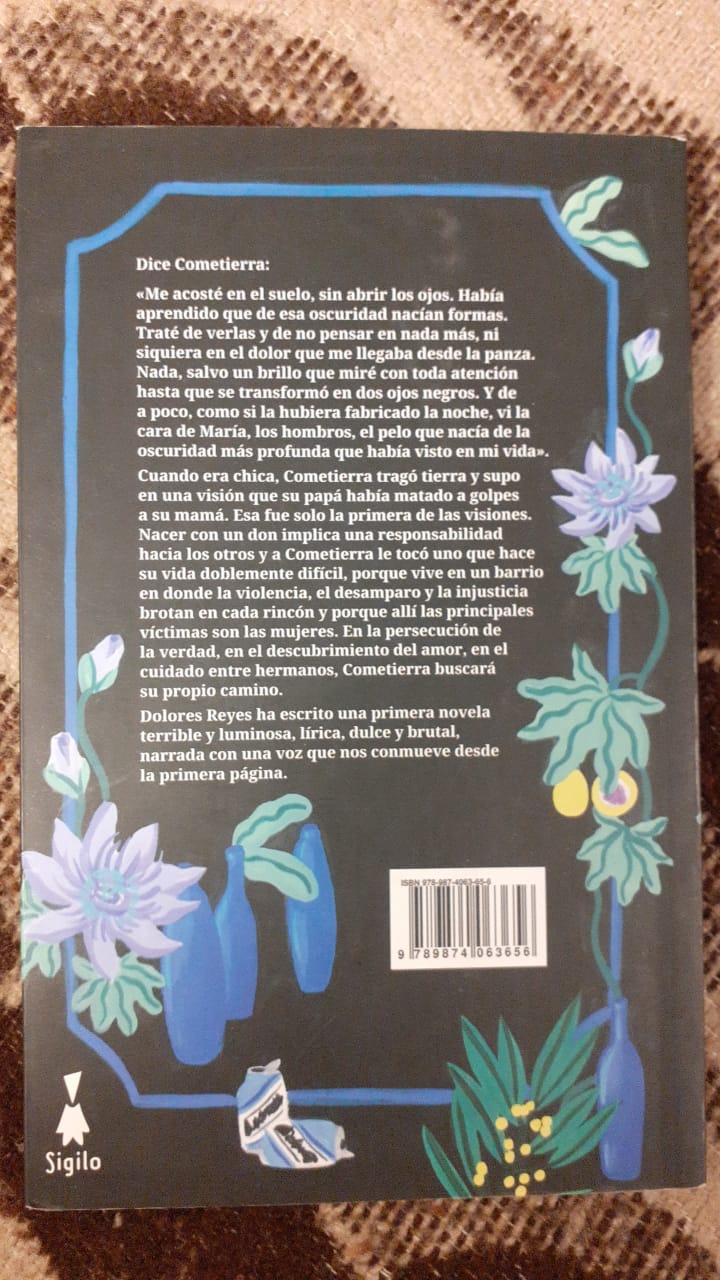 Dice Cometierra:
«Me acosté en el suelo, sin abrir los ojos. Había
aprendido que de esa oscuridad nacían formas.
Traté de verlas y de no pensar en nada más, ni
siquiera en el dolor que me llegaba desde la panza.
Nada, salvo un brillo que miré con toda atención
hasta que se transformó en dos ojos negros. Y de
a poco, como si la hubiera fabricado la noche, vi la
cara de María, los hombros, el pelo que nacía de la
oscuridad más profunda que había visto en mi vida».
Cuando era chica, Cometierra tragó tierra y supo
en una visión que su papá había matado a golpes
a su mamá. Esa fue solo la primera de las visiones.
Nacer con un don implica una responsabilidad
hacia los otros y a Cometierra le tocó uno que hace
su vida doblemente difícil, porque vive en un barrio
en donde la violencia, el desamparo y la injusticia
brotan en cada rincón y porque allí las principales
víctimas son las mujeres. En la persecución de
la verdad, en el descubrimiento del amor, en el
cuidado entre hermanos, Cometierra buscará
su propio camino.
Dolores Reyes ha escrito una primera novela
terrible y luminosa, lírica, dulce y brutal,
narrada con una voz que nos conmueve desde
la primera página.
ISBN 978-987-4063-65-6
9 789874 063656
Sigilo